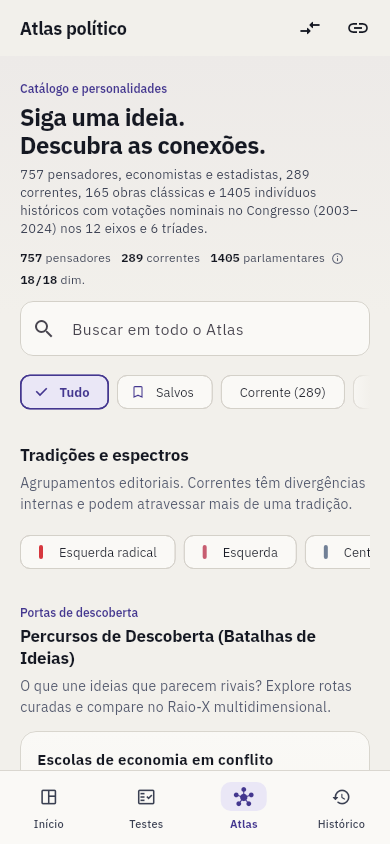 Atlas político
Catálogo e personalidades
Siga uma ideia.
Descubra as conexões.
757 pensadores, economistas e estadistas, 289
correntes, 165 obras clássicas e 1405 indivíduos
históricos com votações nominais no Congresso (2003–
2024) nos 12 eixos e 6 tríades.
757 pensadores 289 correntes 1405 parlamentares
18/18 dim.
Buscar em todo o Atlas
Tudo Salvos Corrente (289)
Tradições e espectros
Agrupamentos editoriais. Correntes têm divergências
internas e podem atravessar mais de uma tradição.
Esquerda radical Esquerda Cent
Portas de descoberta
Percursos de Descoberta (Batalhas de
Ideias)
O que une ideias que parecem rivais? Explore rotas
curadas e compare no Raio-X multidimensional.
Escolas de economia em conflito
Início Testes Atlas Histórico